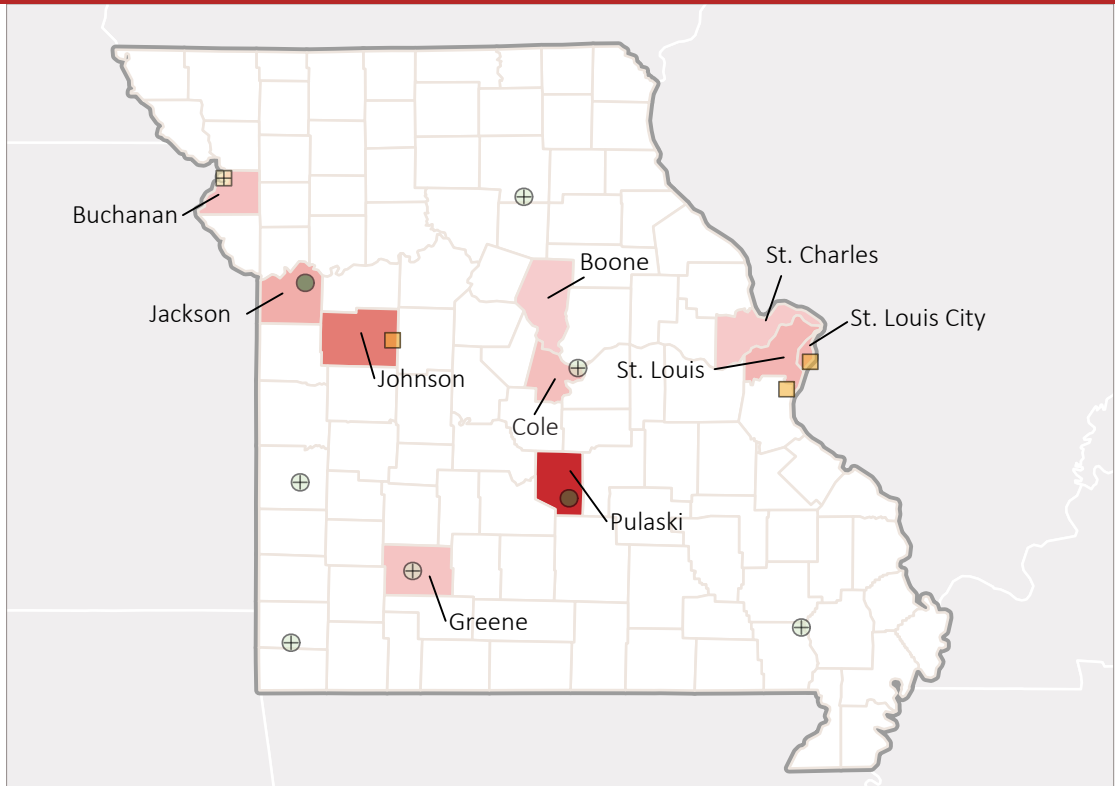 Buchanan
Boone
St. Charles
Jackson
St. Louis City
St. Louis
Johnson
Cole
Pulaski
Greene